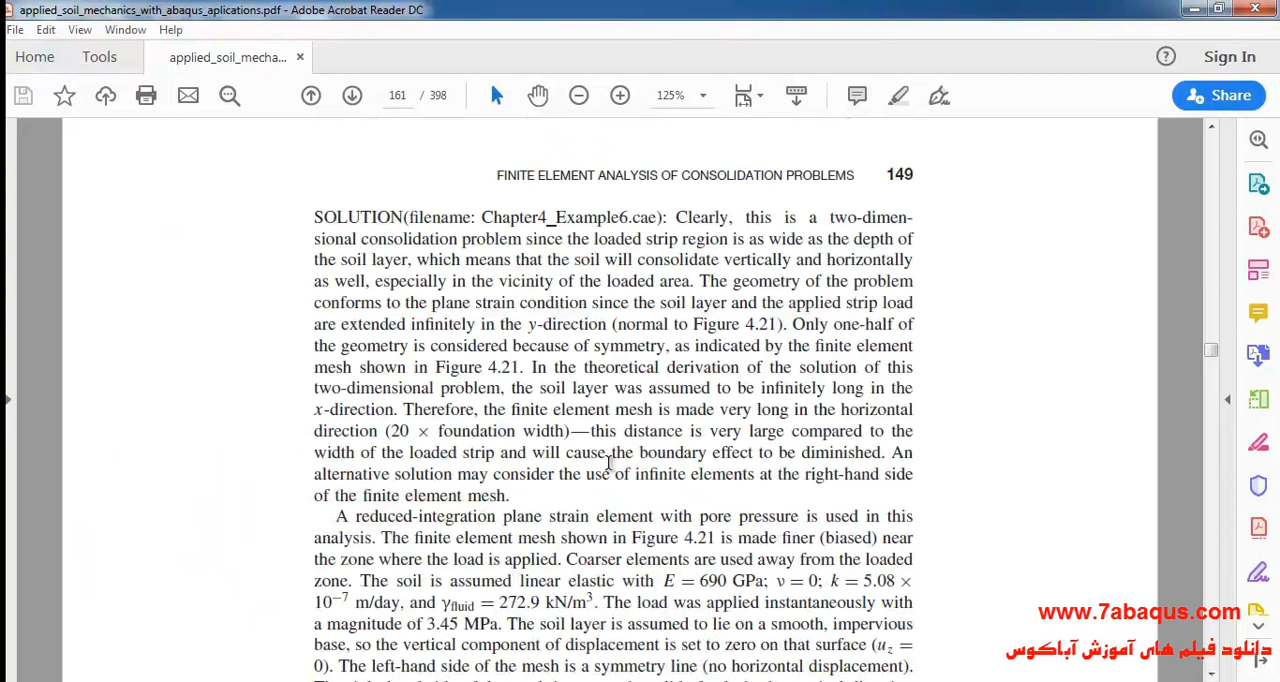 applied_soil_mechanics_with_abaqus_aplications.pdf - Adobe Acrobat Reader DC
File Edit View Window Help
Home Tools applied_soil_mecha... × Sign In
161 / 398 125% Share
FINITE ELEMENT ANALYSIS OF CONSOLIDATION PROBLEMS 149
SOLUTION(filename: Chapter4_Example6.cae): Clearly, this is a two-dimen-
sional consolidation problem since the loaded strip region is as wide as the depth of
the soil layer, which means that the soil will consolidate vertically and horizontally
as well, especially in the vicinity of the loaded area. The geometry of the problem
conforms to the plane strain condition since the soil layer and the applied strip load
are extended infinitely in the y-direction (normal to Figure 4.21). Only one-half of
the geometry is considered because of symmetry, as indicated by the finite element
mesh shown in Figure 4.21. In the theoretical derivation of the solution of this
two-dimensional problem, the soil layer was assumed to be infinitely long in the
x-direction. Therefore, the finite element mesh is made very long in the horizontal
direction (20 × foundation width)—this distance is very large compared to the
width of the loaded strip and will cause the boundary effect to be diminished. An
alternative solution may consider the use of infinite elements at the right-hand side
of the finite element mesh.
A reduced-integration plane strain element with pore pressure is used in this
analysis. The finite element mesh shown in Figure 4.21 is made finer (biased) near
the zone where the load is applied. Coarser elements are used away from the loaded
zone. The soil is assumed linear elastic with E = 690 GPa; ν = 0; k = 5.08 ×
10⁻⁷ m/day, and γfluid = 272.9 kN/m³. The load was applied instantaneously with
a magnitude of 3.45 MPa. The soil layer is assumed to lie on a smooth, impervious
base, so the vertical component of displacement is set to zero on that surface (uz =
0). The left-hand side of the mesh is a symmetry line (no horizontal displacement).
www.7abaqus.com
دانلود فیلم های آموزش آباکوس